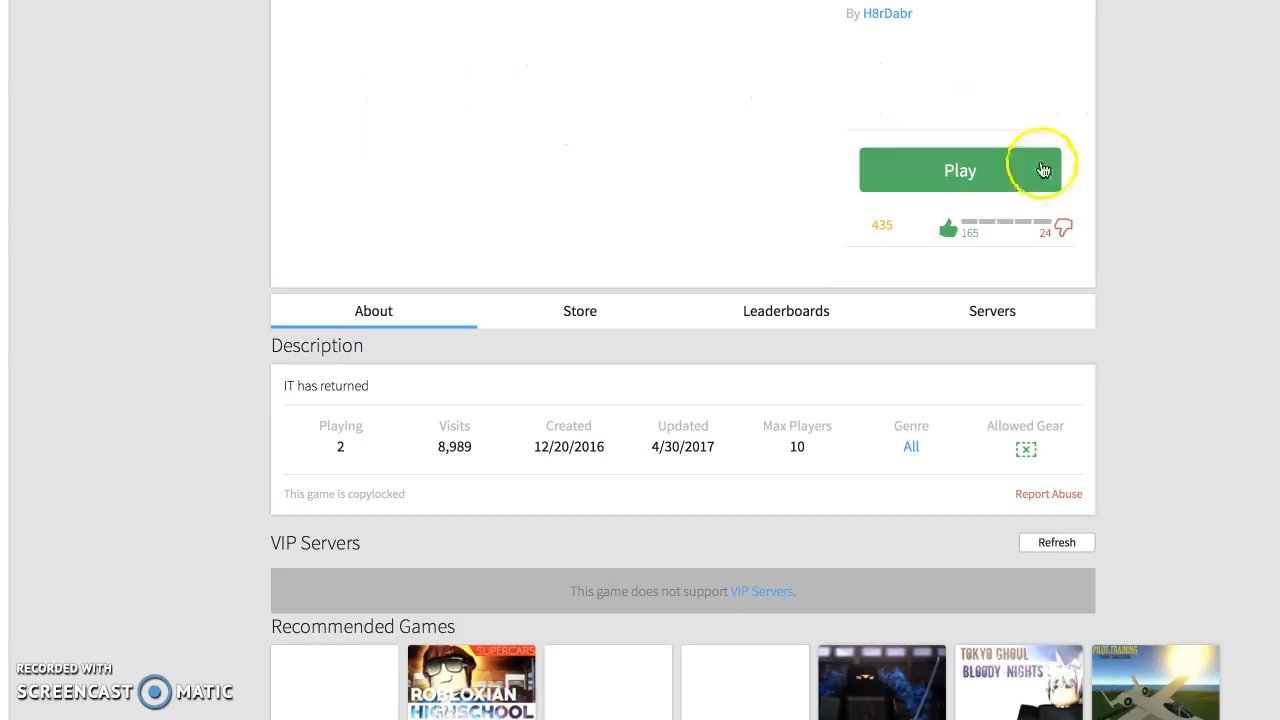 By H8rDabr
Play
435
165
24
About Store Leaderboards Servers
Description
IT has returned
Playing Visits Created Updated Max Players Genre Allowed Gear
2 8,989 12/20/2016 4/30/2017 10 All
This game is copylocked Report Abuse
VIP Servers Refresh
This game does not support VIP Servers.
Recommended Games
SUPERCARS
ROBLOXIAN
HIGHSCHOOL
TOKYO GHOUL
BLOODY NIGHTS
PILOT TRAINING
RECORDED WITH
SCREENCAST MATIC